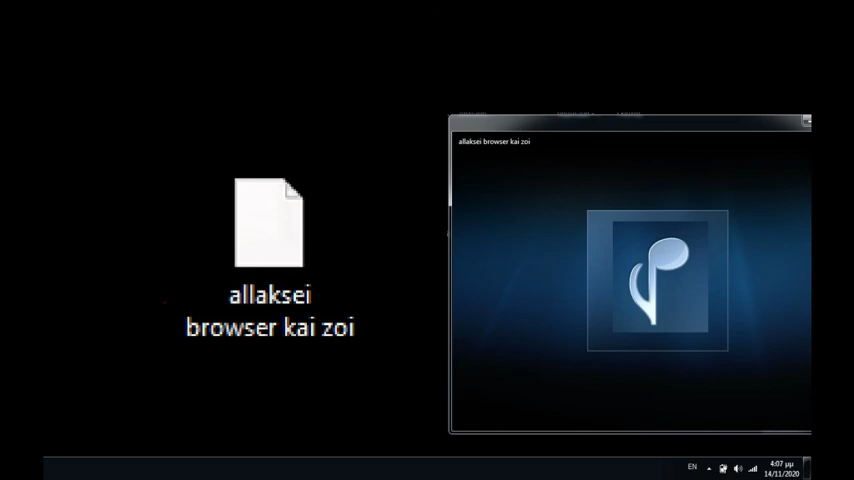 allaksei browser kai zoi
allaksei
browser kai zoi
EN
4:07 μμ
14/11/2020